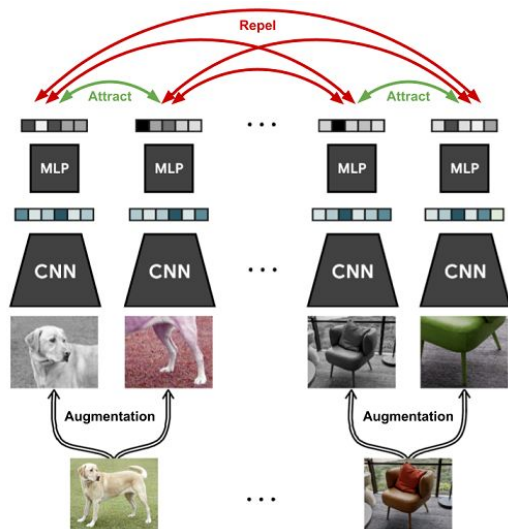 Repel
Attract
Attract
. . .
MLP
MLP
MLP
MLP
CNN
CNN
. . .
CNN
CNN
Augmentation
Augmentation
. . .